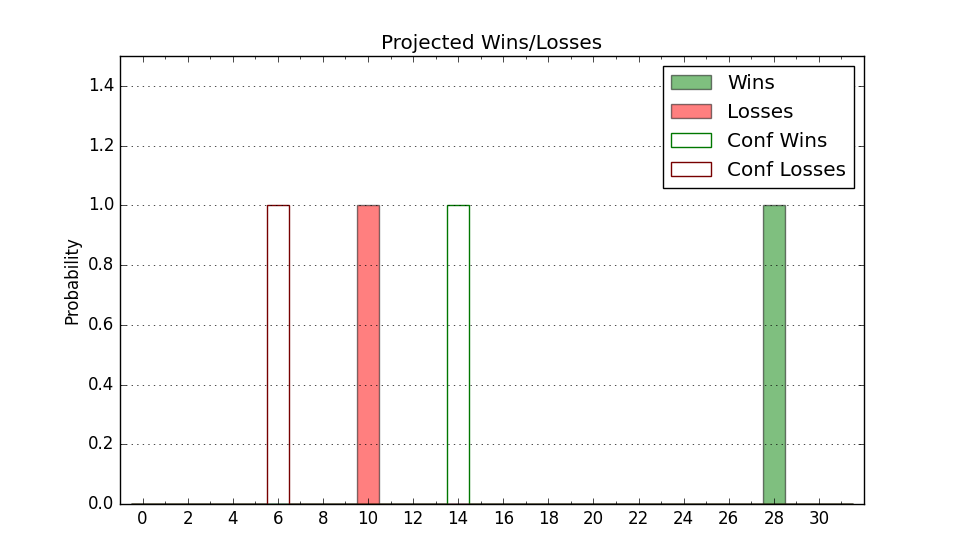 Projected Wins/Losses
Wins
Losses
Conf Wins
Conf Losses
Probability
1.4
1.2
1.0
0.8
0.6
0.4
0.2
0.0
0 2 4 6 8 10 12 14 16 18 20 22 24 26 28 30